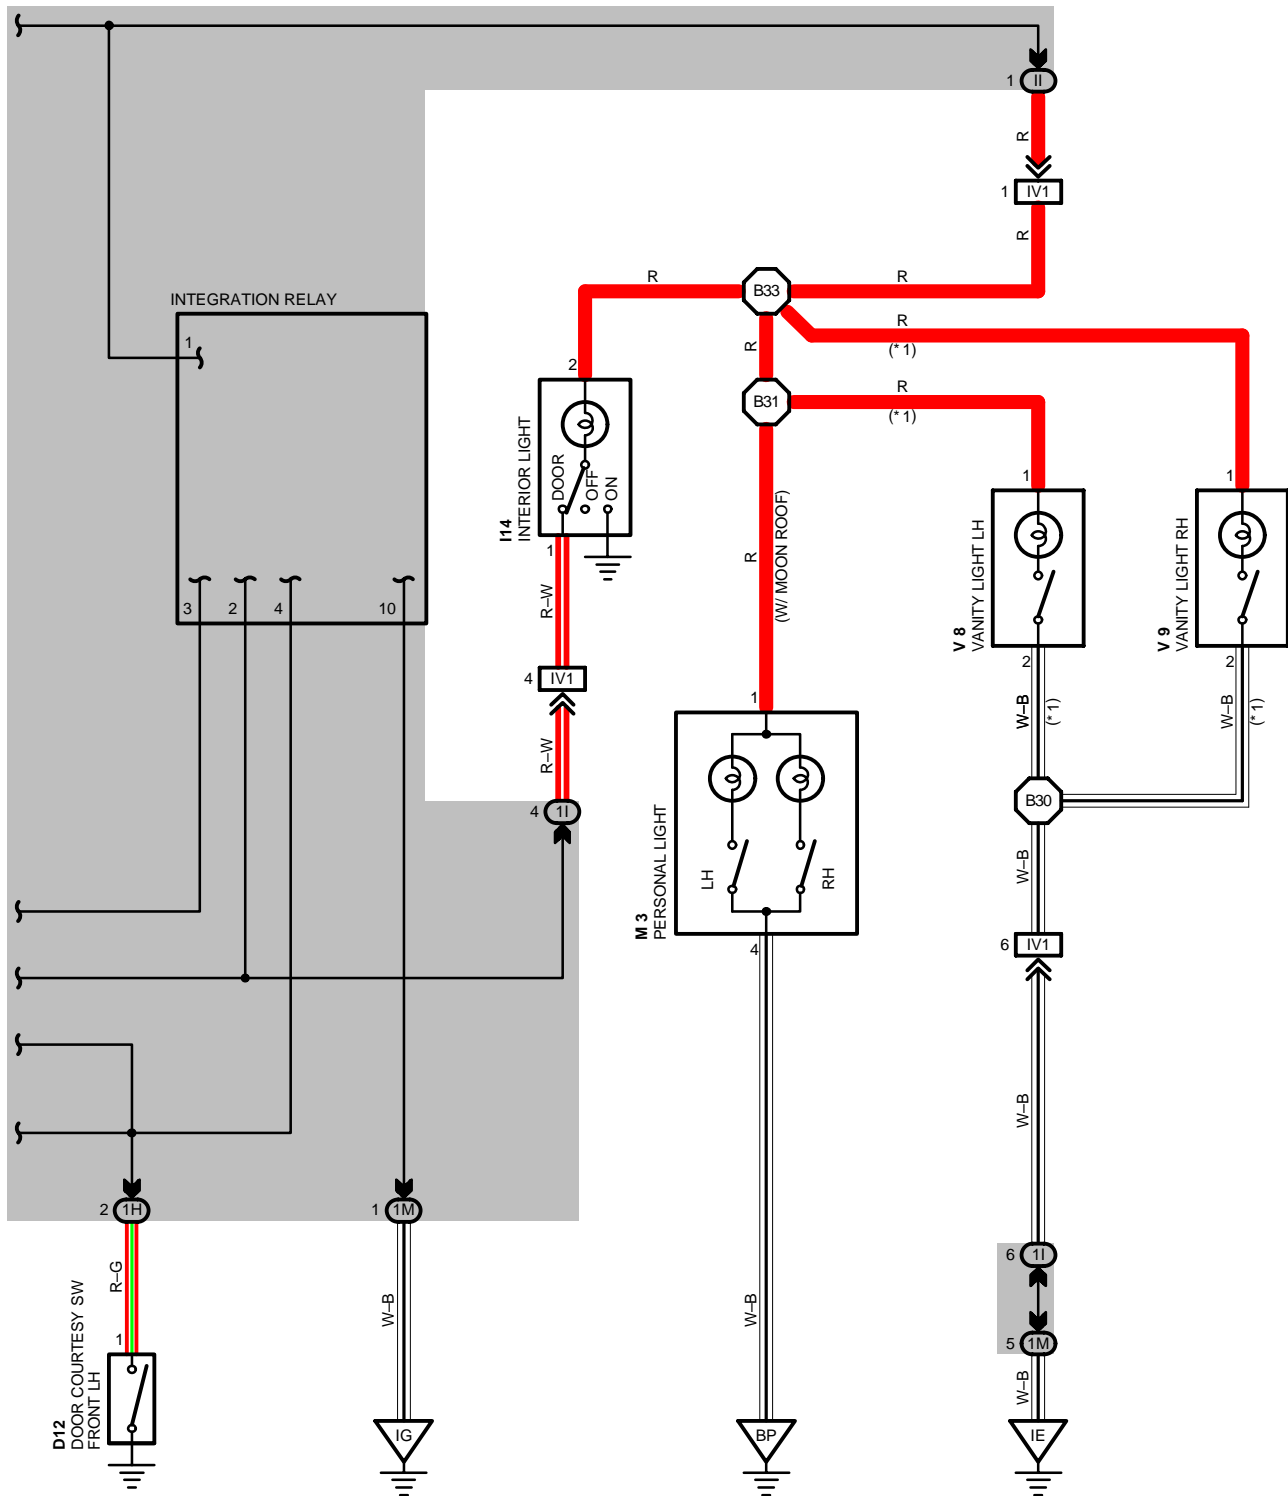 1 II
R
1 IV1
R
INTEGRATION RELAY
1
R
B33
R
R
(* 1)
R
B31
R
(* 1)
2
I14
INTERIOR LIGHT
DOOR
OFF
ON
1
R–W
4 IV1
R–W
4 1I
3 2 4 10
R
(W/ MOON ROOF)
1
V 8
VANITY LIGHT LH
2
1
V 9
VANITY LIGHT RH
2
W–B
(* 1)
W–B
(* 1)
B30
W–B
1
M 3
PERSONAL LIGHT
LH
RH
4
6 IV1
W–B
W–B
2 1H
1 1M
6 1I
5 1M
W–B
R–G
1
D12
DOOR COURTESY SW
FRONT LH
W–B
IG
BP
IE